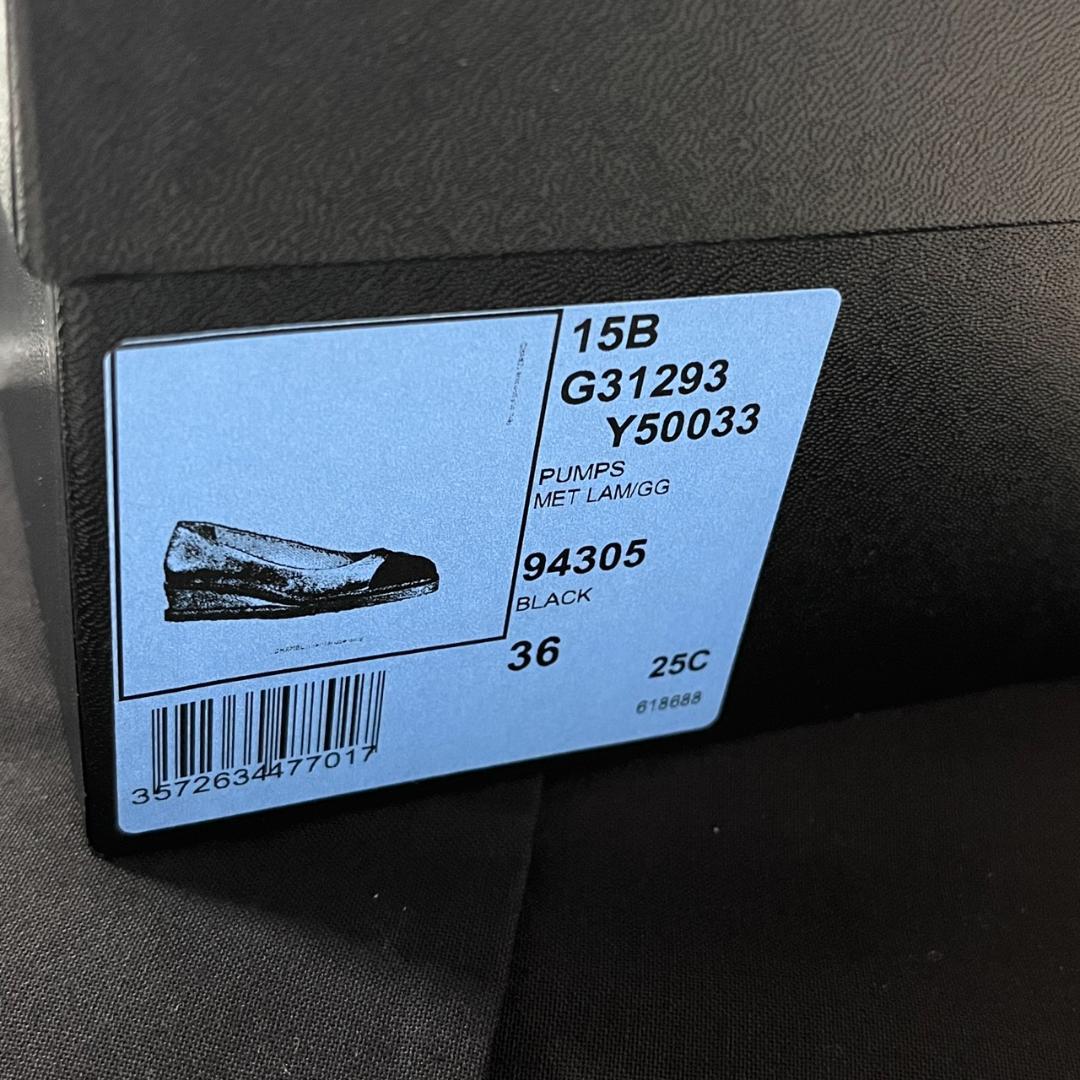 15B
G31293
Y50033
PUMPS
MET LAM/GG
94305
BLACK
36
25C
618688
3572634477017